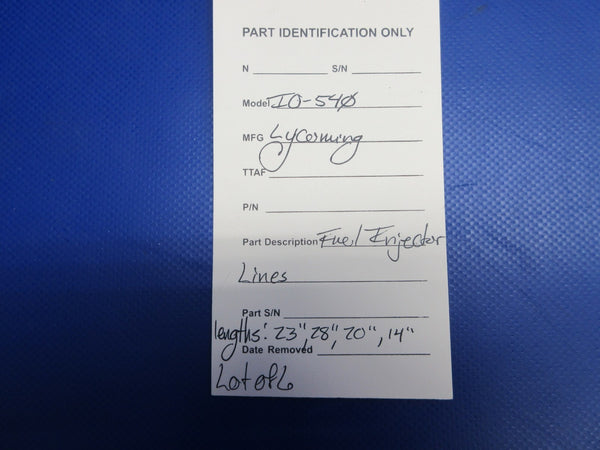 PART IDENTIFICATION ONLY
N S/N
Model IO-540
MFG Lycoming
TTAF
P/N
Part Description Fuel Injector
Lines
Part S/N
lengths: 23", 28", 20", 14"
Date Removed
Lot of 6